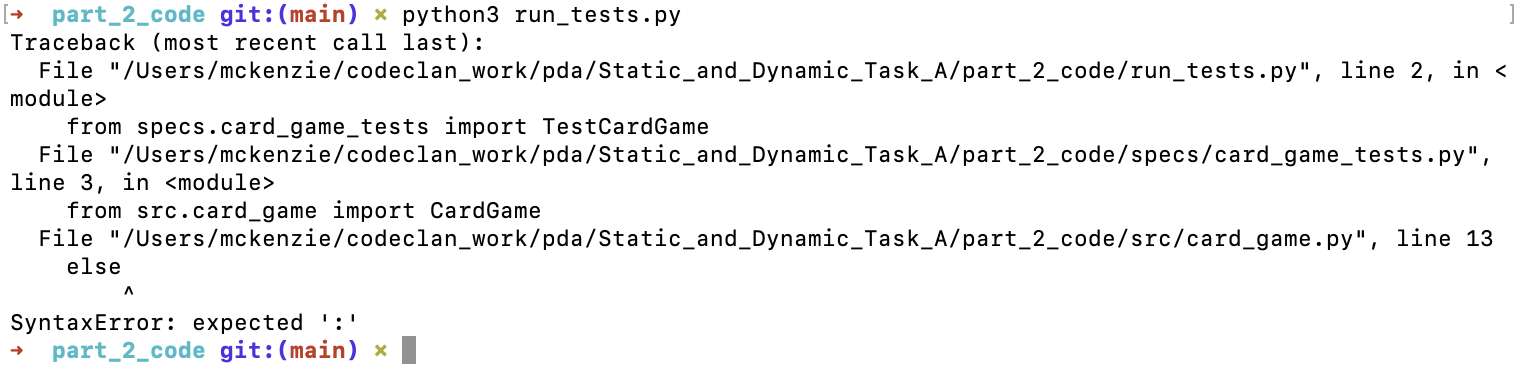 [➜  part_2_code git:(main) ✗ python3 run_tests.py ]
Traceback (most recent call last):
  File "/Users/mckenzie/codeclan_work/pda/Static_and_Dynamic_Task_A/part_2_code/run_tests.py", line 2, in <
module>
    from specs.card_game_tests import TestCardGame
  File "/Users/mckenzie/codeclan_work/pda/Static_and_Dynamic_Task_A/part_2_code/specs/card_game_tests.py",
line 3, in <module>
    from src.card_game import CardGame
  File "/Users/mckenzie/codeclan_work/pda/Static_and_Dynamic_Task_A/part_2_code/src/card_game.py", line 13
    else
        ^
SyntaxError: expected ':'
➜  part_2_code git:(main) ✗